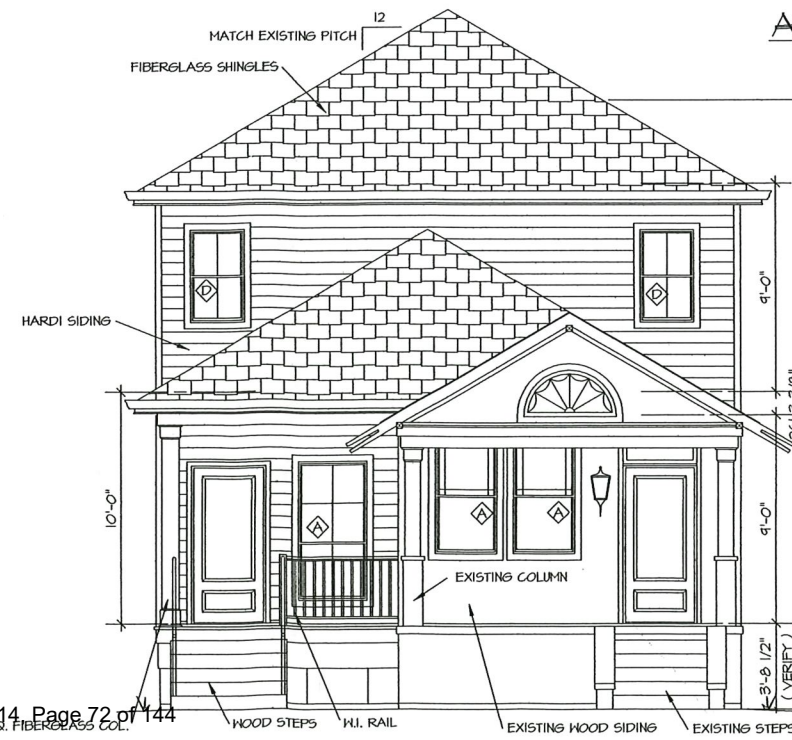 12
MATCH EXISTING PITCH
FIBERGLASS SHINGLES
9'-0"
D
D
HARDI SIDING
10'-0"
A
A
A
9'-0"
EXISTING COLUMN
3'-8 1/2"
(VERIFY)
14, Page 72 of 144
Q. FIBERGLASS COL.
WOOD STEPS
W.I. RAIL
EXISTING WOOD SIDING
EXISTING STEPS